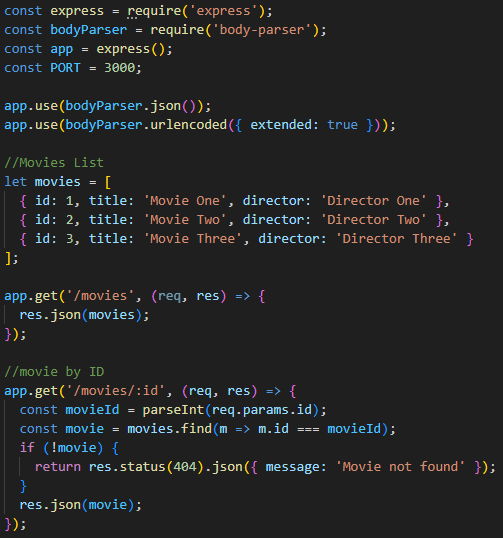 const express = require('express');
const bodyParser = require('body-parser');
const app = express();
const PORT = 3000;

app.use(bodyParser.json());
app.use(bodyParser.urlencoded({ extended: true }));

//Movies List
let movies = [
  { id: 1, title: 'Movie One', director: 'Director One' },
  { id: 2, title: 'Movie Two', director: 'Director Two' },
  { id: 3, title: 'Movie Three', director: 'Director Three' }
];

app.get('/movies', (req, res) => {
  res.json(movies);
});

//movie by ID
app.get('/movies/:id', (req, res) => {
  const movieId = parseInt(req.params.id);
  const movie = movies.find(m => m.id === movieId);
  if (!movie) {
    return res.status(404).json({ message: 'Movie not found' });
  }
  res.json(movie);
});